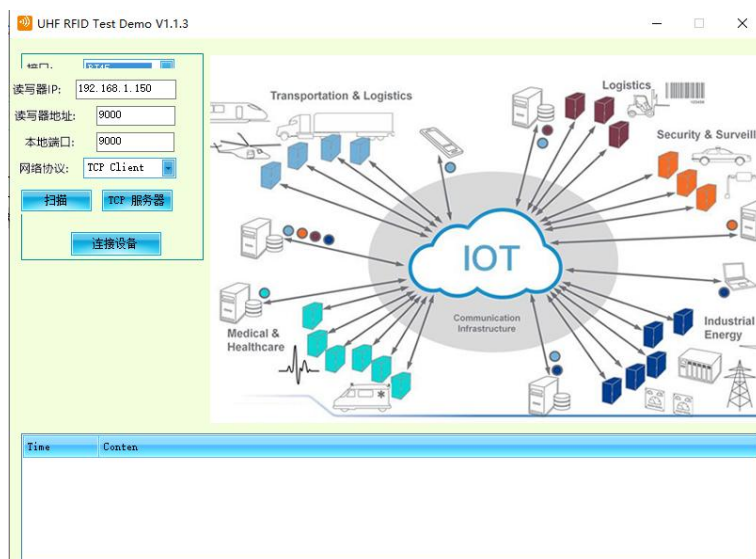 UHF RFID Test Demo V1.1.3
接口:
RJ45
读写器IP:
192.168.1.150
读写器地址:
9000
本地端口:
9000
网络协议:
TCP Client
扫描
TCP 服务器
连接设备
Transportation & Logistics
Logistics
Security & Surveill
IOT
Communication
Infrastructure
Medical &
Healthcare
Industrial
Energy
Time
Conten